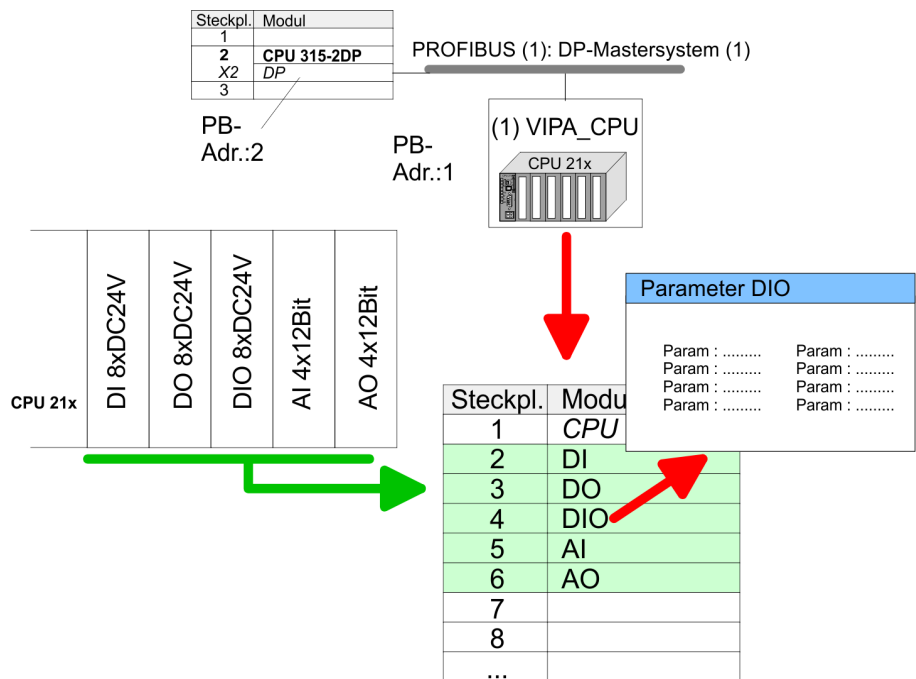 Steckpl. Modul
1
2 CPU 315-2DP
X2 DP
3
PROFIBUS (1): DP-Mastersystem (1)
PB-
Adr.:2
PB-
Adr.:1
(1) VIPA_CPU
CPU 21x
CPU 21x
DI 8xDC24V
DO 8xDC24V
DIO 8xDC24V
AI 4x12Bit
AO 4x12Bit
Parameter DIO
Param : ......... Param : .........
Param : ......... Param : .........
Param : ......... Param : .........
Param : ......... Param : .........
Steckpl. Modu
1 CPU
2 DI
3 DO
4 DIO
5 AI
6 AO
7
8
...